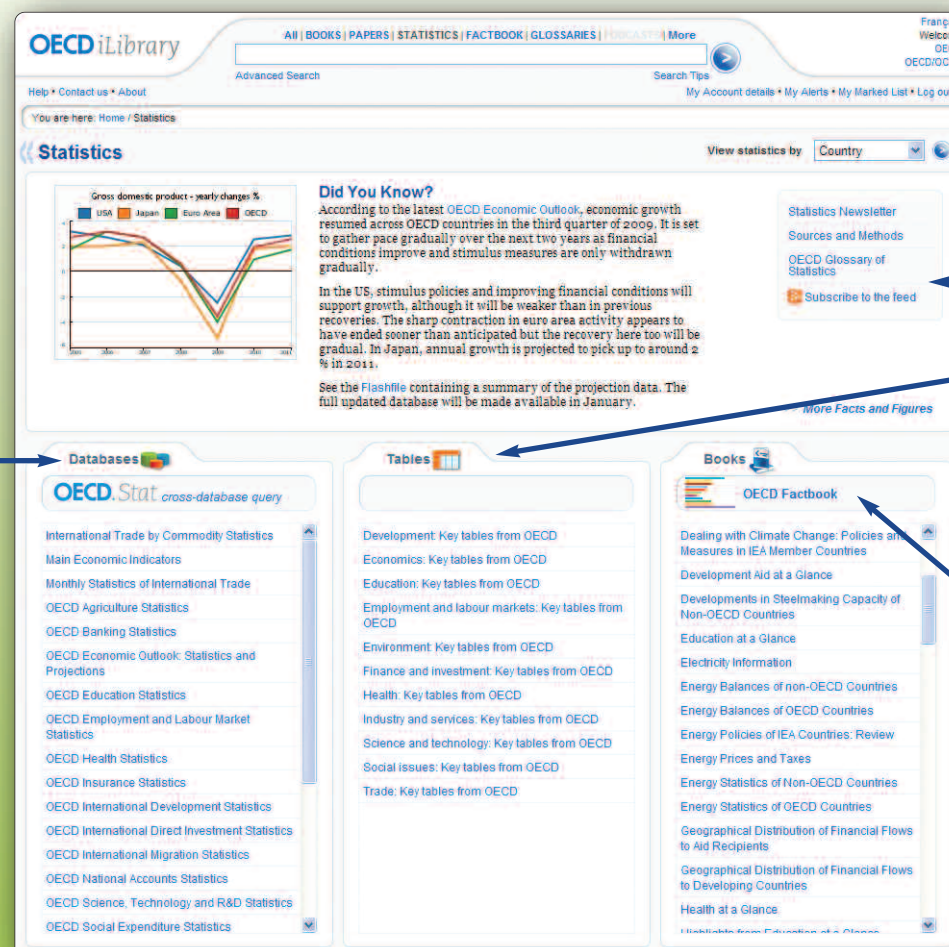 OECD iLibrary
All | BOOKS | PAPERS | STATISTICS | FACTBOOK | GLOSSARIES | PODCASTS | More
Advanced Search
Search Tips
Welco
Help • Contact us • About
My Account details • My Alerts • My Marked List • Log ou
You are here: Home / Statistics
Statistics
View statistics by Country
Gross domestic product - yearly changes %
USA Japan Euro Area OECD
2005 2006 2007 2008 2009 2010 2011
Did You Know?
According to the latest OECD Economic Outlook, economic growth
resumed across OECD countries in the third quarter of 2009. It is set
to gather pace gradually over the next two years as financial
conditions improve and stimulus measures are only withdrawn
gradually.
In the US, stimulus policies and improving financial conditions will
support growth, although it will be weaker than in previous
recoveries. The sharp contraction in euro area activity appears to
have ended sooner than anticipated but the recovery here too will be
gradual. In Japan, annual growth is projected to pick up to around 2
% in 2011.
See the Flashfile containing a summary of the projection data. The
full updated database will be made available in January.
Statistics Newsletter
Sources and Methods
OECD Glossary of
Statistics
Subscribe to the feed
More Facts and Figures
Databases
OECD.Stat cross-database query
International Trade by Commodity Statistics
Main Economic Indicators
Monthly Statistics of International Trade
OECD Agriculture Statistics
OECD Banking Statistics
OECD Economic Outlook: Statistics and
Projections
OECD Education Statistics
OECD Employment and Labour Market
Statistics
OECD Health Statistics
OECD Insurance Statistics
OECD International Development Statistics
OECD International Direct Investment Statistics
OECD International Migration Statistics
OECD National Accounts Statistics
OECD Science, Technology and R&D Statistics
OECD Social Expenditure Statistics
Tables
Development: Key tables from OECD
Economics: Key tables from OECD
Education: Key tables from OECD
Employment and labour markets: Key tables from
OECD
Environment: Key tables from OECD
Finance and investment: Key tables from OECD
Health: Key tables from OECD
Industry and services: Key tables from OECD
Science and technology: Key tables from OECD
Social issues: Key tables from OECD
Trade: Key tables from OECD
Books
OECD Factbook
Dealing with Climate Change: Policies and
Measures in IEA Member Countries
Development Aid at a Glance
Developments in Steelmaking Capacity of
Non-OECD Countries
Education at a Glance
Electricity Information
Energy Balances of non-OECD Countries
Energy Balances of OECD Countries
Energy Policies of IEA Countries: Review
Energy Prices and Taxes
Energy Statistics of Non-OECD Countries
Energy Statistics of OECD Countries
Geographical Distribution of Financial Flows
to Aid Recipients
Geographical Distribution of Financial Flows
to Developing Countries
Health at a Glance
Highlights from Education at a Glance